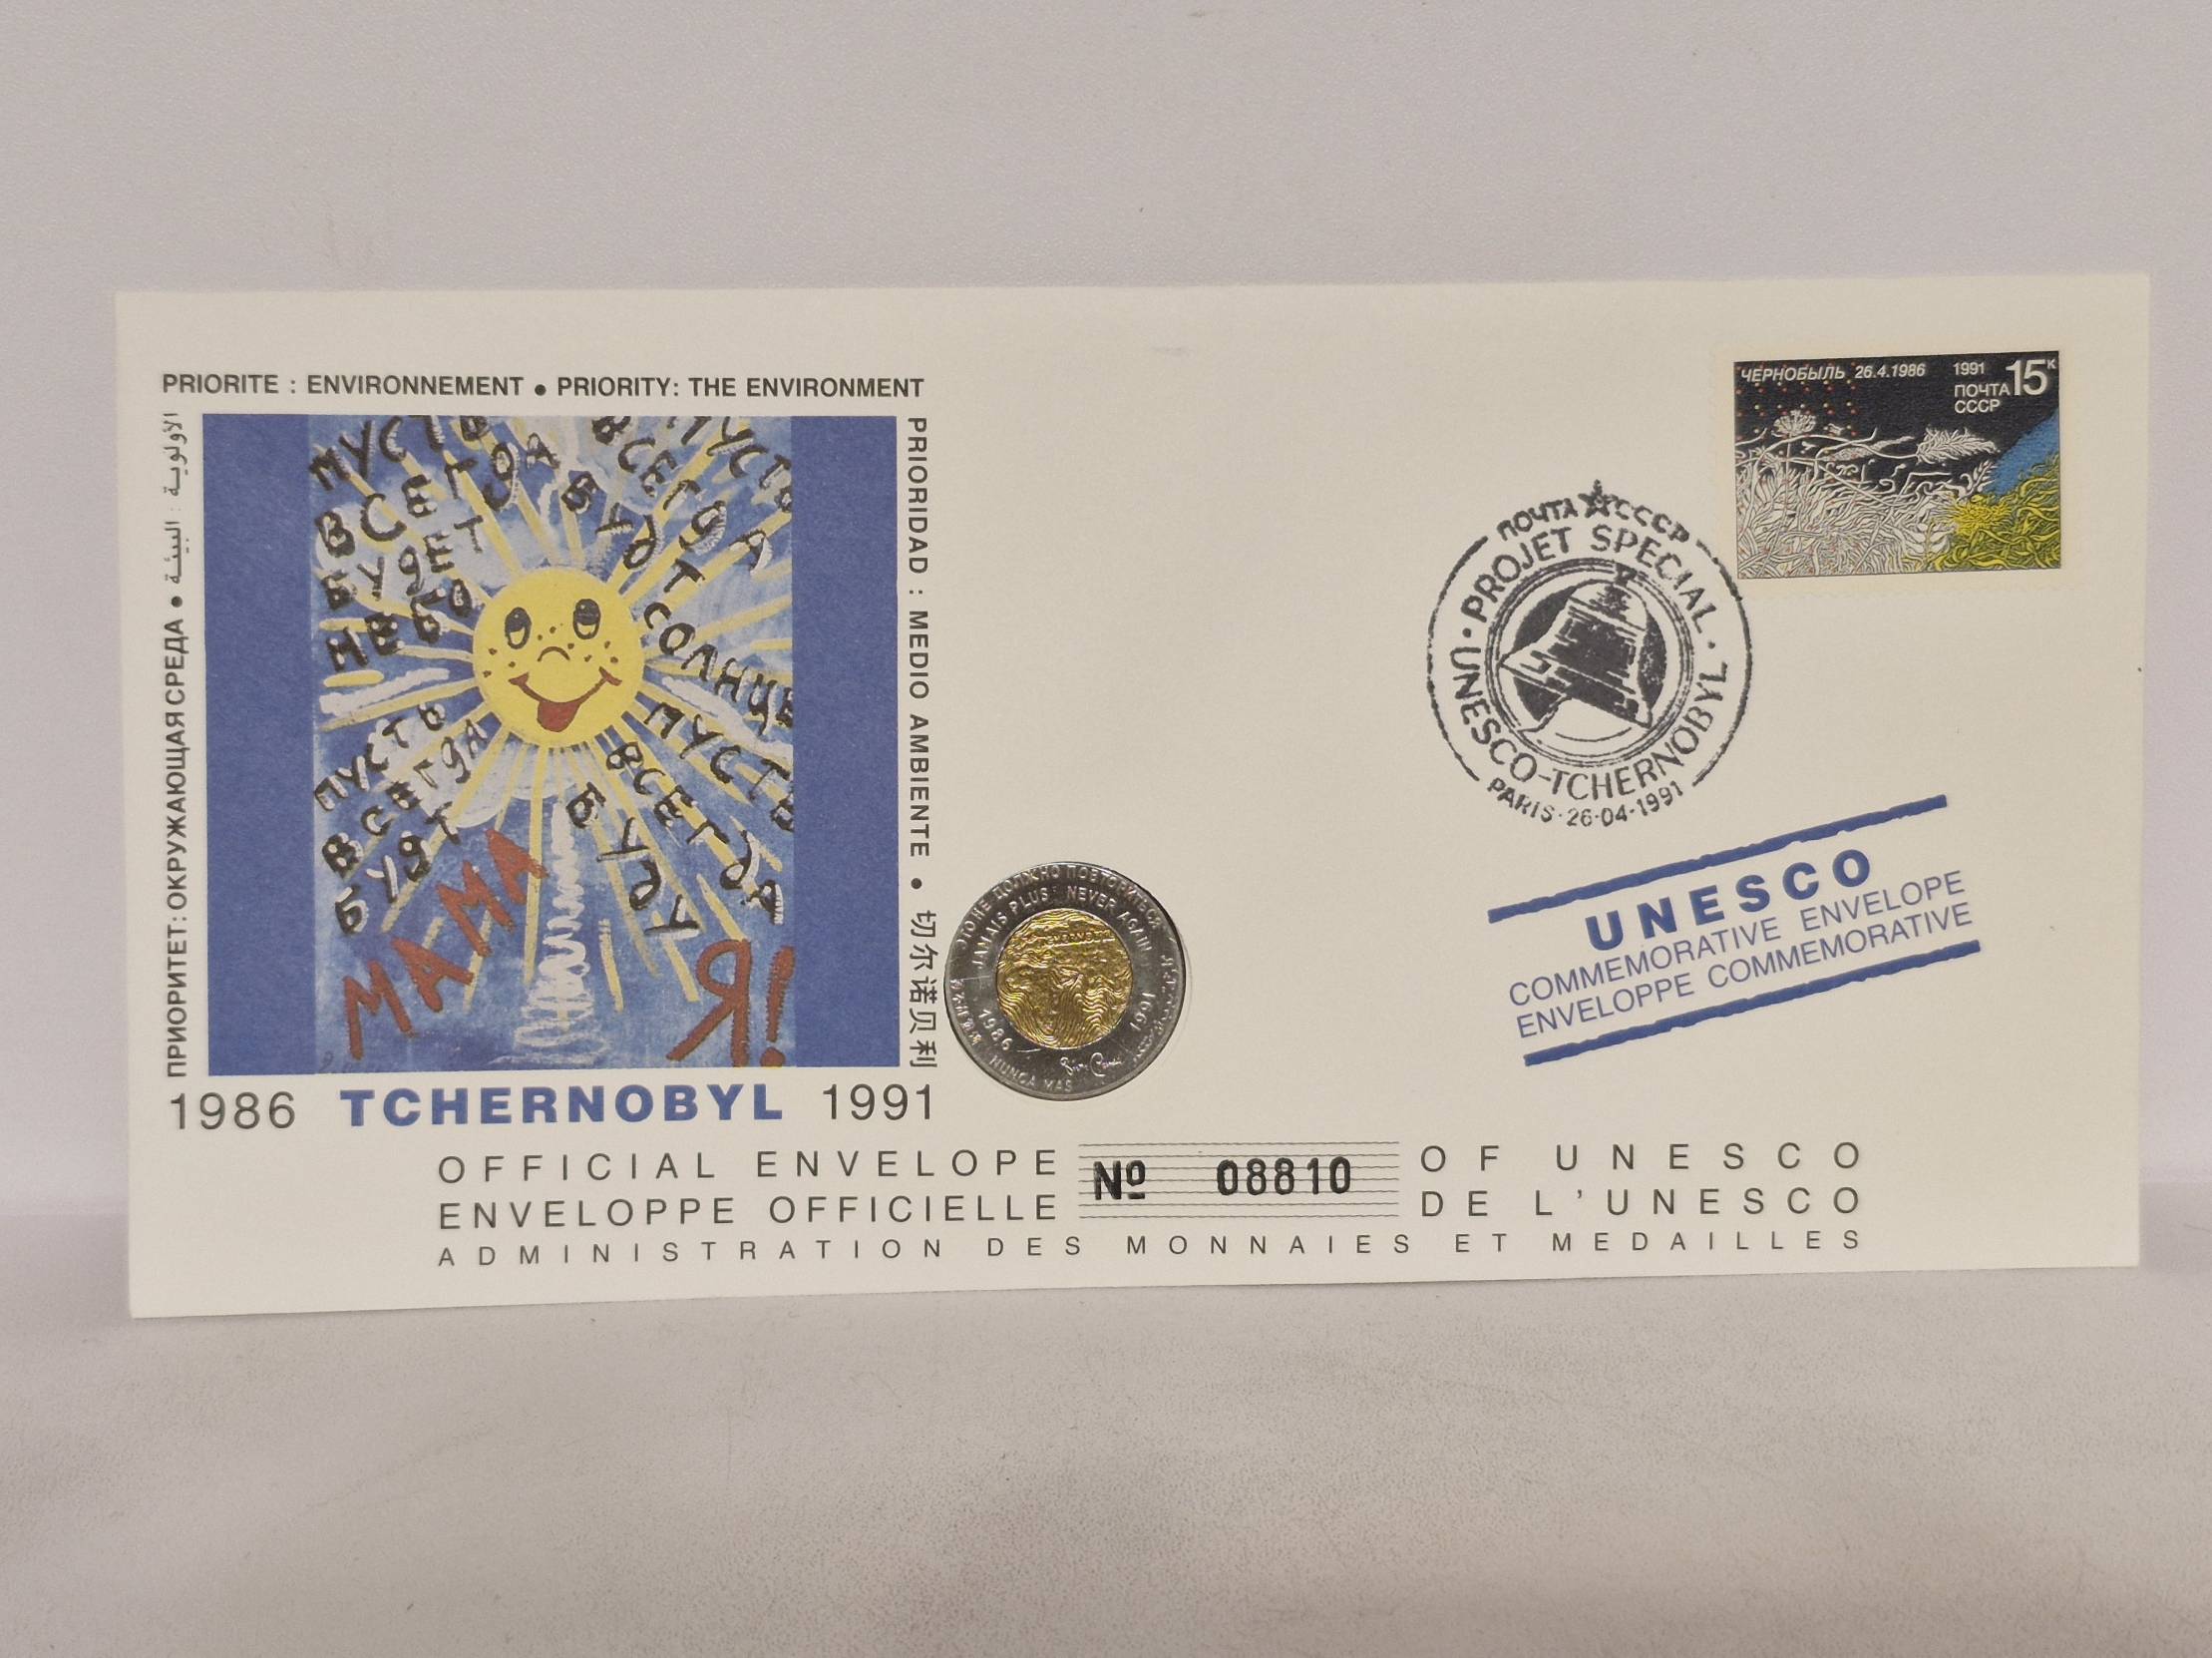 PRIORITE : ENVIRONNEMENT • PRIORITY: THE ENVIRONMENT
ПРИОРИТЕТ: ОКРУЖАЮЩАЯ СРЕДА • الأولوية : البيئة
PRIORIDAD : MEDIO AMBIENTE • 切尔诺贝利
ПУСТЬ
ВСЕГДА
БУДЕТ
НЕБО
ПУСТЬ
ВСЕГДА
БУДЕТ
СОЛНЦЕ
ПУСТЬ
ВСЕГДА
БУДЕТ
МАМА
ПУСТЬ
ВСЕГДА
БУДУ
Я!
1986 TCHERNOBYL 1991
ЭТО НЕ ДОЛЖНО ПОВТОРИТЬСЯ
JAMAIS PLUS NEVER AGAIN
1986 1991
NUNCA MAS
ЧЕРНОБЫЛЬ 26.4.1986 1991 15К
ПОЧТА
СССР
ПОЧТА СССР
• PROJET SPECIAL •
UNESCO-TCHERNOBYL
PARIS·26-04-1991
UNESCO
COMMEMORATIVE ENVELOPE
ENVELOPPE COMMEMORATIVE
OFFICIAL ENVELOPE Nº 08810 OF UNESCO
ENVELOPPE OFFICIELLE DE L'UNESCO
ADMINISTRATION DES MONNAIES ET MEDAILLES